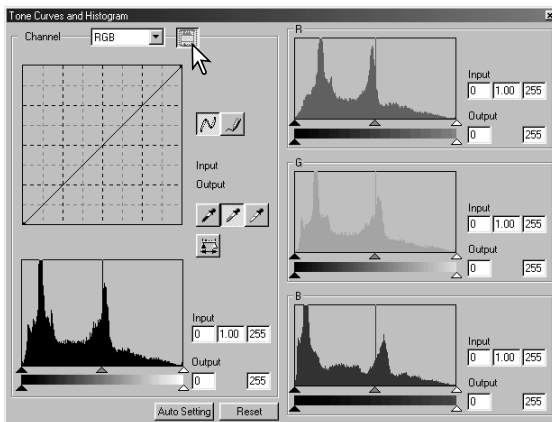 Tone Curves and Histogram
Channel RGB
Input
Output
Input
0 1.00 255
Output
0 255
Auto Setting Reset
R
Input
0 1.00 255
Output
0 255
G
Input
0 1.00 255
Output
0 255
B
Input
0 1.00 255
Output
0 255